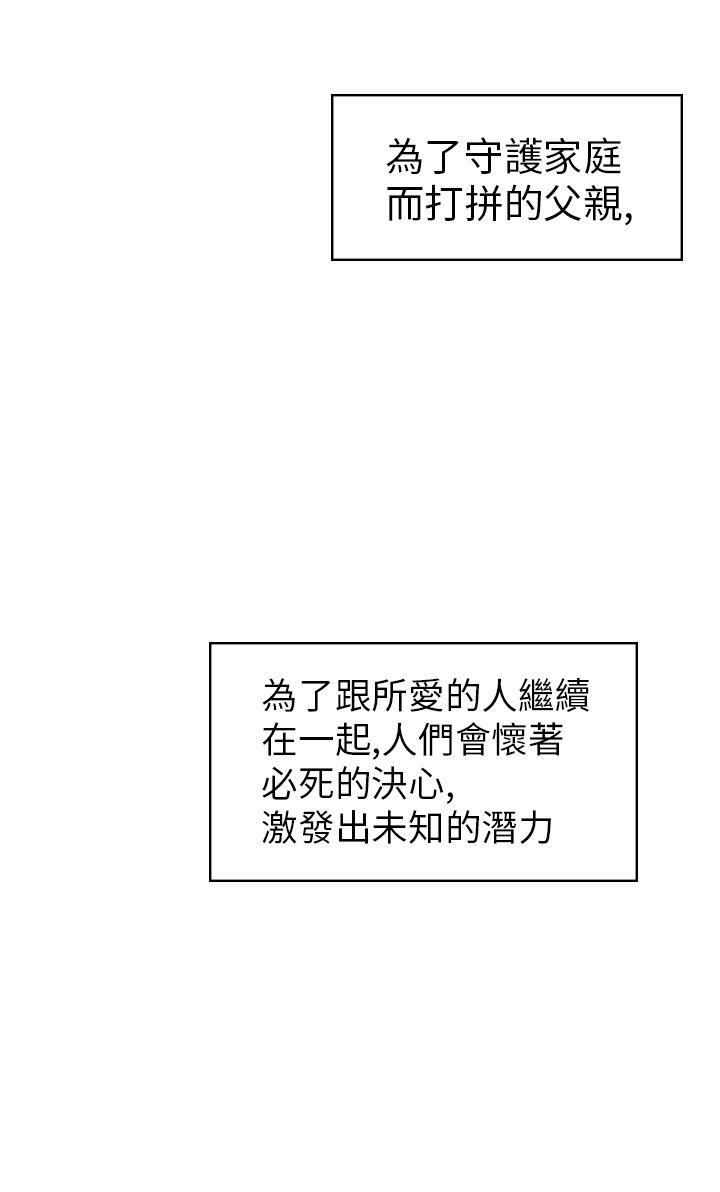 為了守護家庭
而打拼的父親,
為了跟所愛的人繼續
在一起,人們會懷著
必死的決心,
激發出未知的潛力